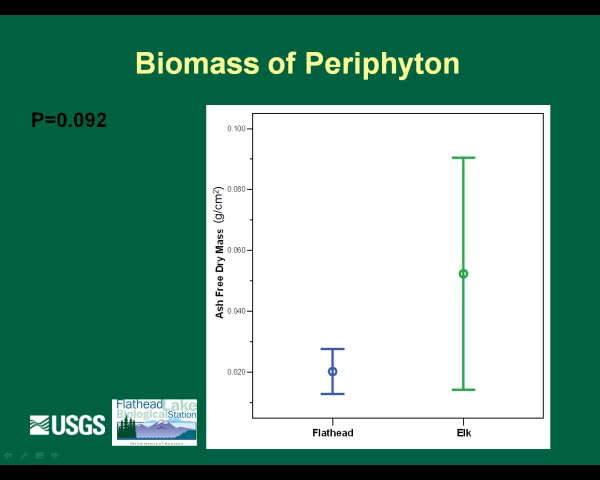 Biomass of Periphyton
P=0.092
Ash Free Dry Mass (g/cm²)
0.100
0.080
0.060
0.040
0.020
Flathead
Elk
USGS
Flathead Lake
Biological Station